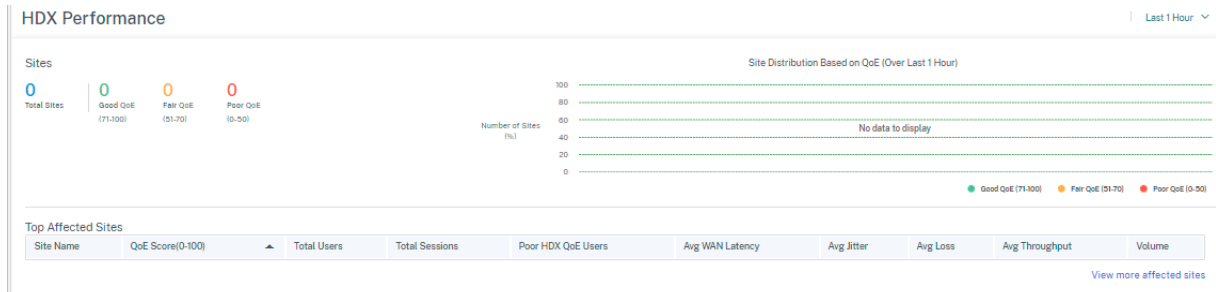 HDX Performance
Last 1 Hour
Sites
0 0 0 0
Total Sites Good QoE Fair QoE Poor QoE
(71-100) (51-70) (0-50)
Site Distribution Based on QoE (Over Last 1 Hour)
100
80
60
40
20
0
Number of Sites
(%)
No data to display
Good QoE (71-100) Fair QoE (51-70) Poor QoE (0-50)
Top Affected Sites
Site Name QoE Score(0-100) Total Users Total Sessions Poor HDX QoE Users Avg WAN Latency Avg Jitter Avg Loss Avg Throughput Volume
View more affected sites